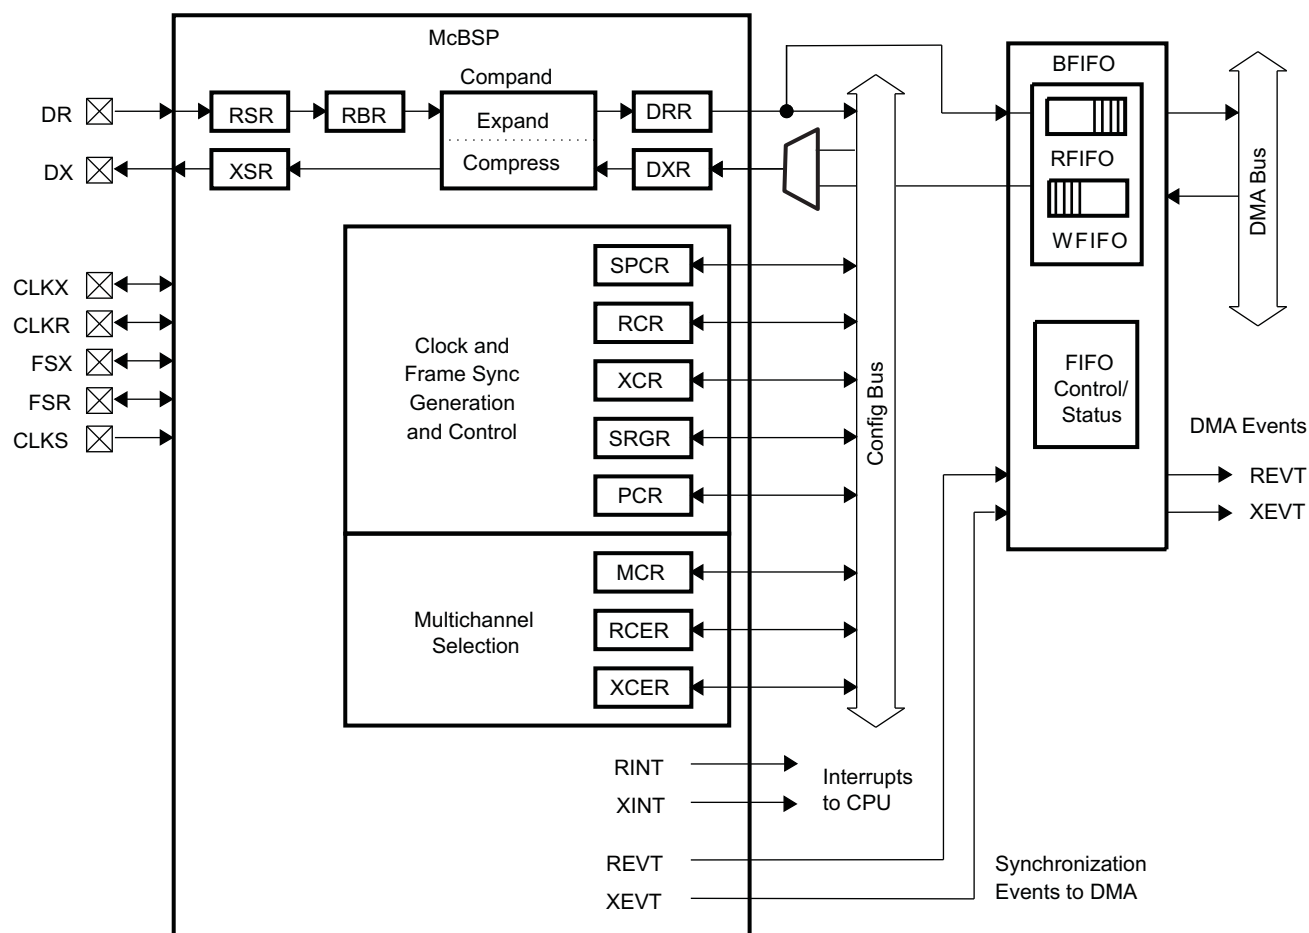 McBSP
Compand
DR
RSR
RBR
Expand
DRR
DX
XSR
Compress
DXR
CLKX
CLKR
FSX
FSR
CLKS
Clock and
Frame Sync
Generation
and Control
SPCR
RCR
XCR
SRGR
PCR
Multichannel
Selection
MCR
RCER
XCER
Config Bus
BFIFO
RFIFO
WFIFO
FIFO
Control/
Status
DMA Bus
DMA Events
REVT
XEVT
RINT
XINT
Interrupts
to CPU
REVT
XEVT
Synchronization
Events to DMA